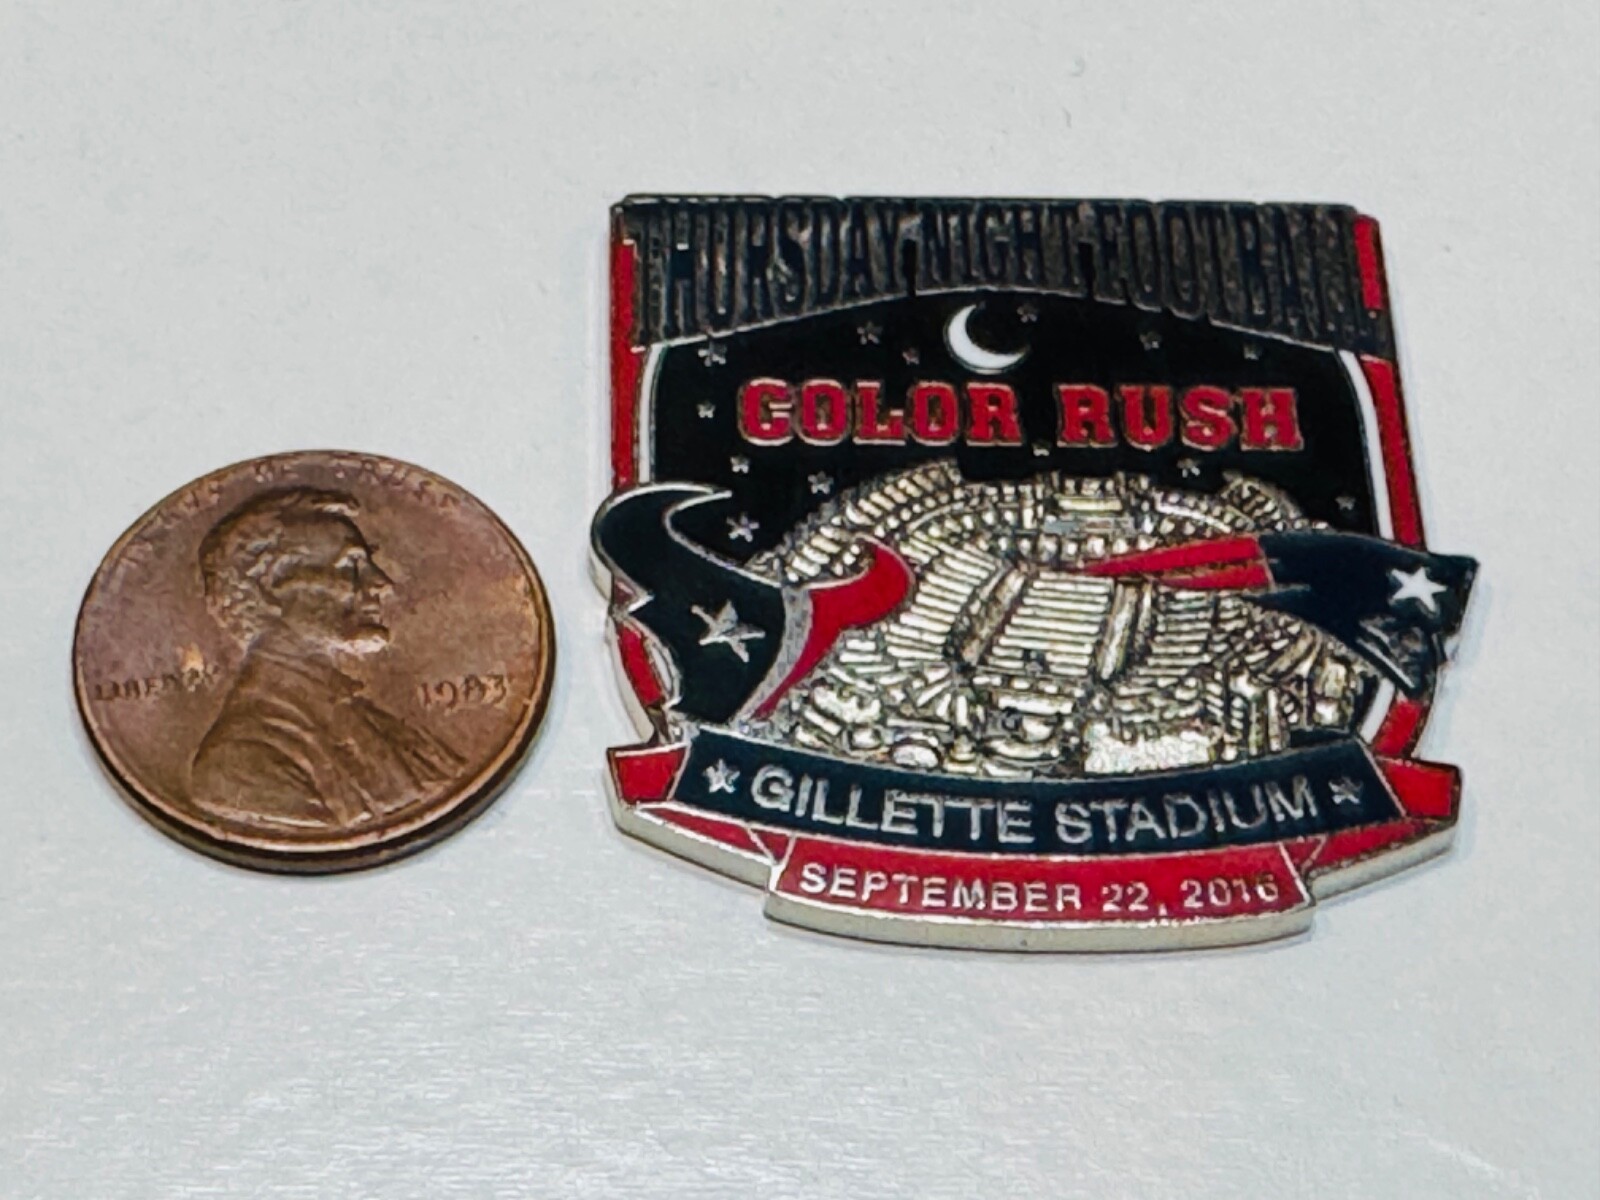 THURSDAY NIGHT FOOTBALL
COLOR RUSH
★ GILLETTE STADIUM ★
SEPTEMBER 22, 2016
LIBERTY
1983